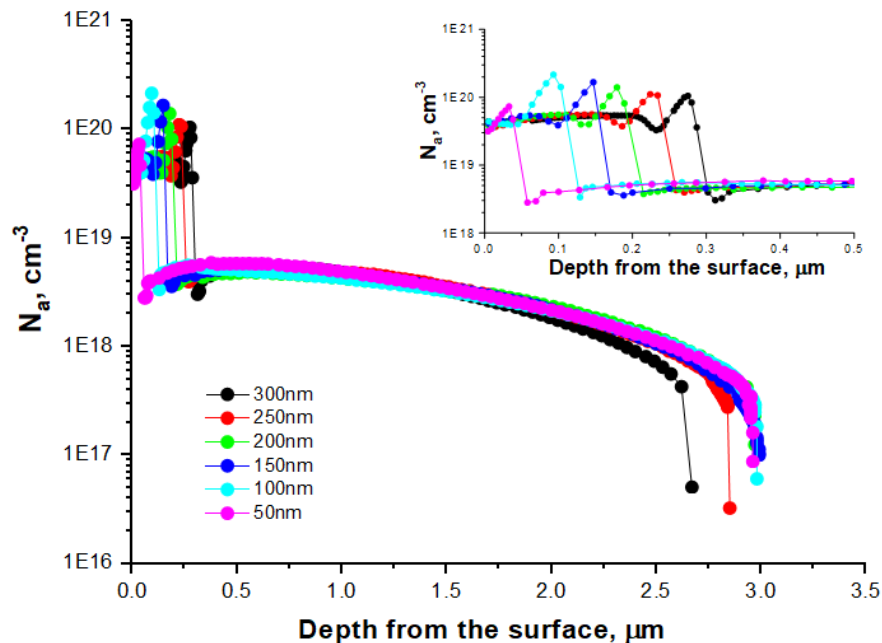 1E21
1E20
1E19
1E18
1E17
1E16
N_a, cm⁻³
0.0 0.5 1.0 1.5 2.0 2.5 3.0 3.5
Depth from the surface, μm
300nm
250nm
200nm
150nm
100nm
50nm
1E21
1E20
1E19
1E18
N_a, cm⁻³
0.0 0.1 0.2 0.3 0.4 0.5
Depth from the surface, μm